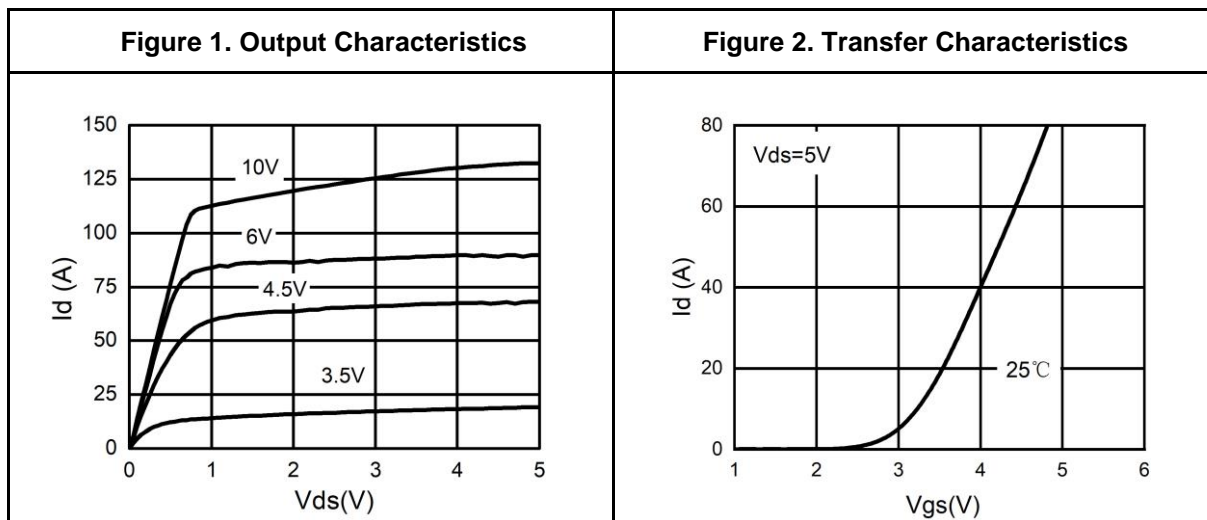 Figure 1. Output Characteristics
Figure 2. Transfer Characteristics
150
125
100
75
50
25
0
Id (A)
10V
6V
4.5V
3.5V
0 1 2 3 4 5
Vds(V)
80
60
40
20
0
Id (A)
Vds=5V
25℃
1 2 3 4 5 6
Vgs(V)